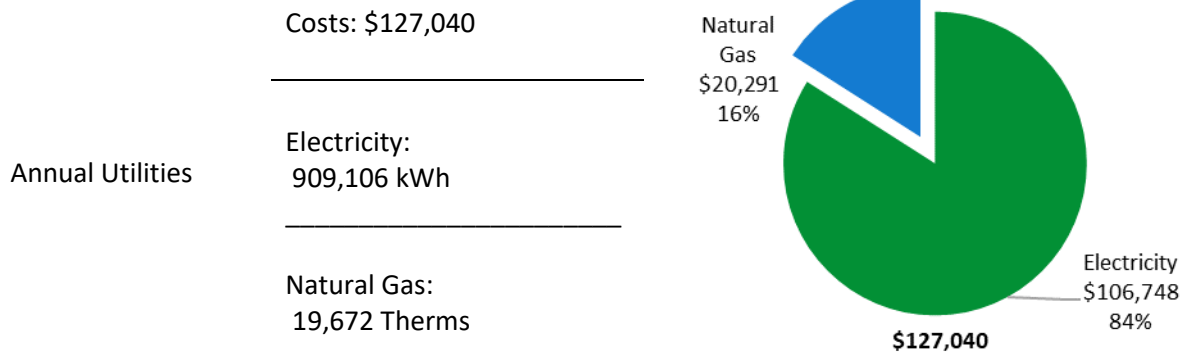 Annual Utilities
Costs: $127,040
Electricity:
909,106 kWh
Natural Gas:
19,672 Therms
Natural
Gas
$20,291
16%
Electricity
$106,748
84%
$127,040